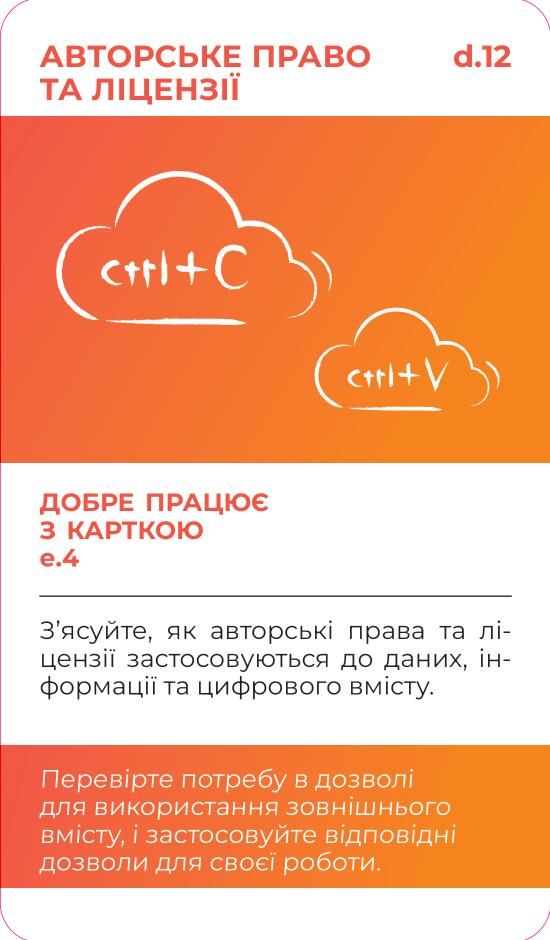 АВТОРСЬКЕ ПРАВО d.12
ТА ЛІЦЕНЗІЇ
ctrl+C
ctrl+V
ДОБРЕ ПРАЦЮЄ
З КАРТКОЮ
e.4
З’ясуйте, як авторські права та лі-
цензії застосовуються до даних, ін-
формації та цифрового вмісту.
Перевірте потребу в дозволі
для використання зовнішнього
вмісту, і застосовуйте відповідні
дозволи для своєї роботи.